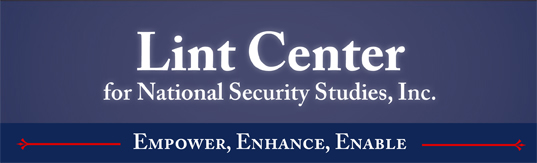 Lint Center
for National Security Studies, Inc.
Empower, Enhance, Enable